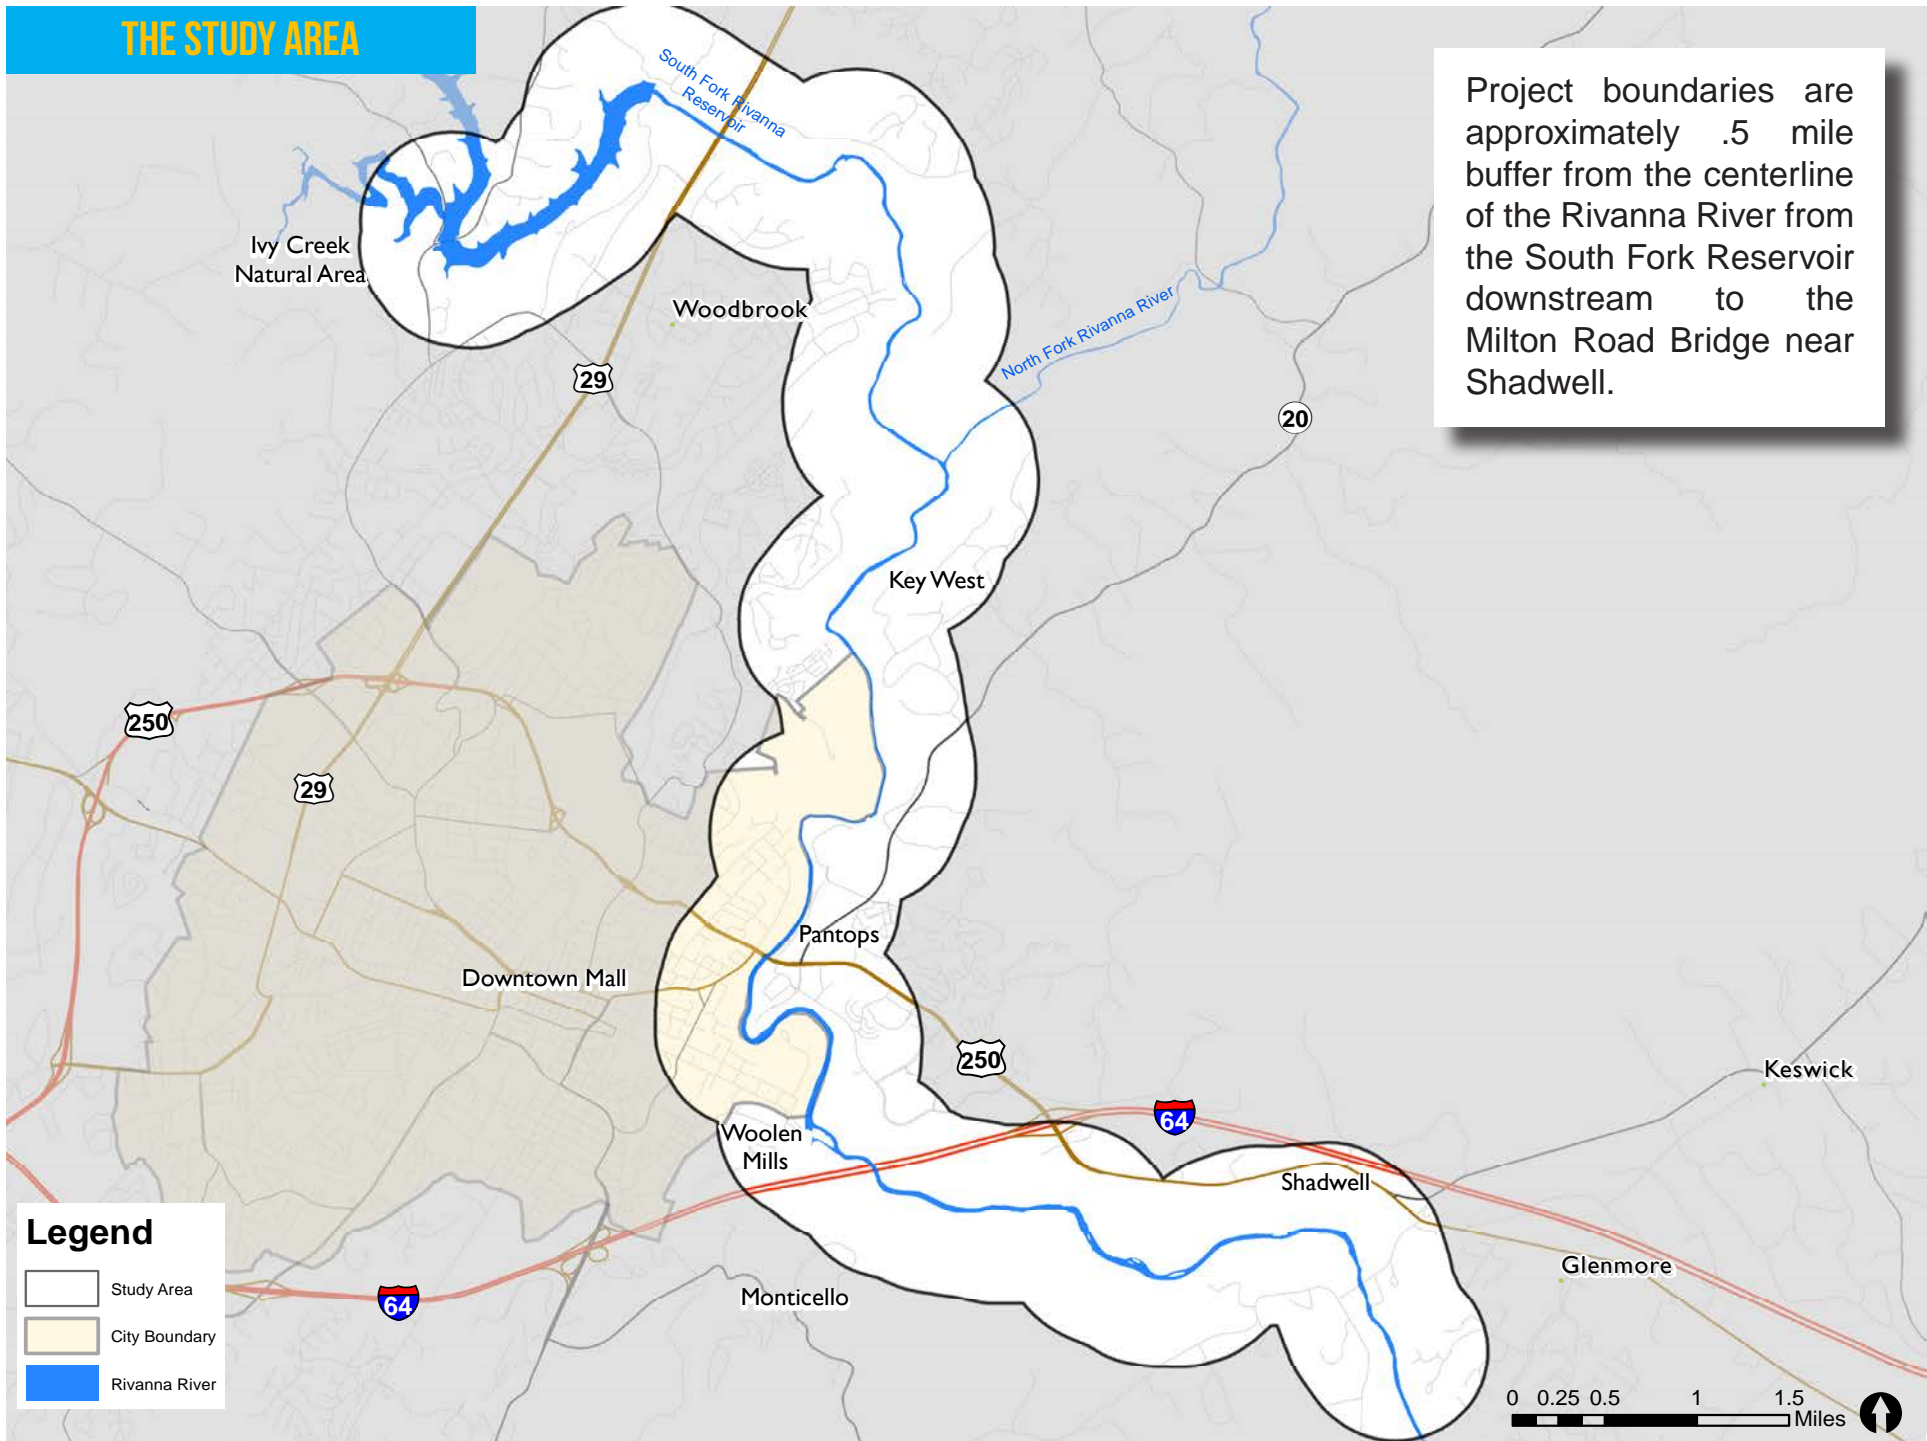 THE STUDY AREA
Project boundaries are
approximately .5 mile
buffer from the centerline
of the Rivanna River from
the South Fork Reservoir
downstream to the
Milton Road Bridge near
Shadwell.
South Fork Rivanna
Reservoir
Ivy Creek
Natural Area
Woodbrook
North Fork Rivanna River
29
20
Key West
250
29
Pantops
Downtown Mall
250
Keswick
64
Woolen
Mills
Shadwell
Glenmore
Monticello
64
Legend
Study Area
City Boundary
Rivanna River
0 0.25 0.5 1 1.5
Miles